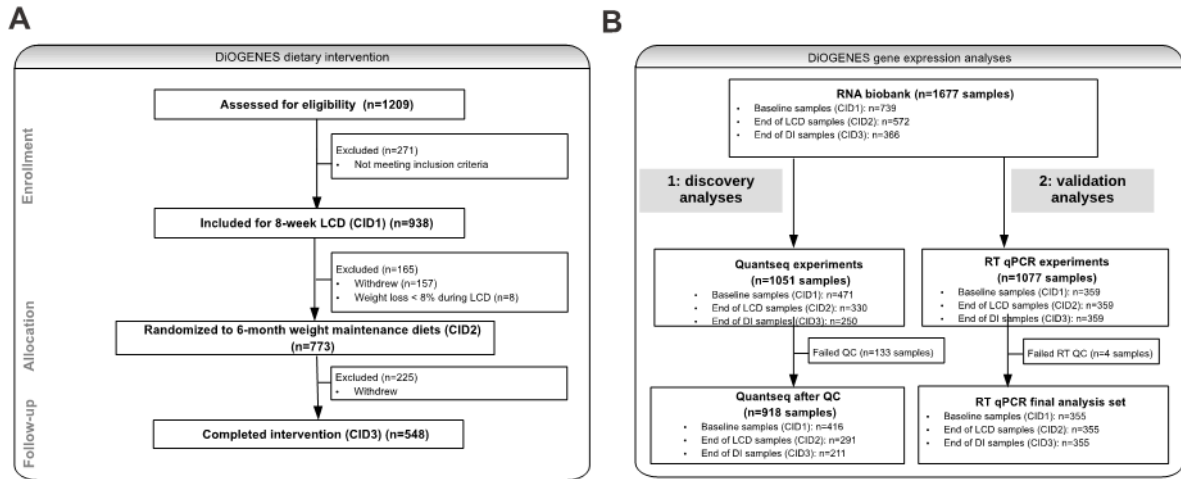 A
DiOGENES dietary intervention
Enrollment
Allocation
Follow-up
Assessed for eligibility (n=1209)
Excluded (n=271)
• Not meeting inclusion criteria
Included for 8-week LCD (CID1) (n=938)
Excluded (n=165)
• Withdrew (n=157)
• Weight loss < 8% during LCD (n=8)
Randomized to 6-month weight maintenance diets (CID2)
(n=773)
Excluded (n=225)
• Withdrew
Completed intervention (CID3) (n=548)
B
DiOGENES gene expression analyses
RNA biobank (n=1677 samples)
• Baseline samples (CID1): n=739
• End of LCD samples (CID2): n=572
• End of DI samples (CID3): n=366
1: discovery
analyses
2: validation
analyses
Quantseq experiments
(n=1051 samples)
• Baseline samples (CID1): n=471
• End of LCD samples (CID2): n=330
• End of DI samples (CID3): n=250
RT qPCR experiments
(n=1077 samples)
• Baseline samples (CID1): n=359
• End of LCD samples (CID2): n=359
• End of DI samples (CID3): n=359
Failed QC (n=133 samples)
Failed RT QC (n=4 samples)
Quantseq after QC
(n=918 samples)
• Baseline samples (CID1): n=416
• End of LCD samples (CID2): n=291
• End of DI samples (CID3): n=211
RT qPCR final analysis set
• Baseline samples (CID1): n=355
• End of LCD samples (CID2): n=355
• End of DI samples (CID3): n=355